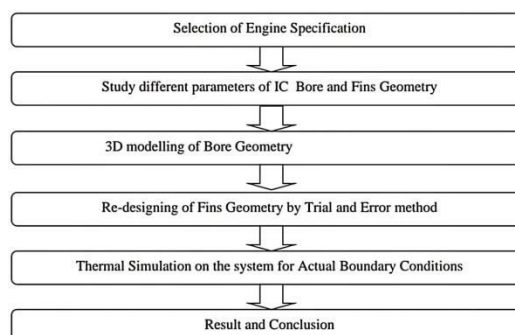 Selection of Engine Specification
Study different parameters of IC Bore and Fins Geometry
3D modelling of Bore Geometry
Re-designing of Fins Geometry by Trial and Error method
Thermal Simulation on the system for Actual Boundary Conditions
Result and Conclusion